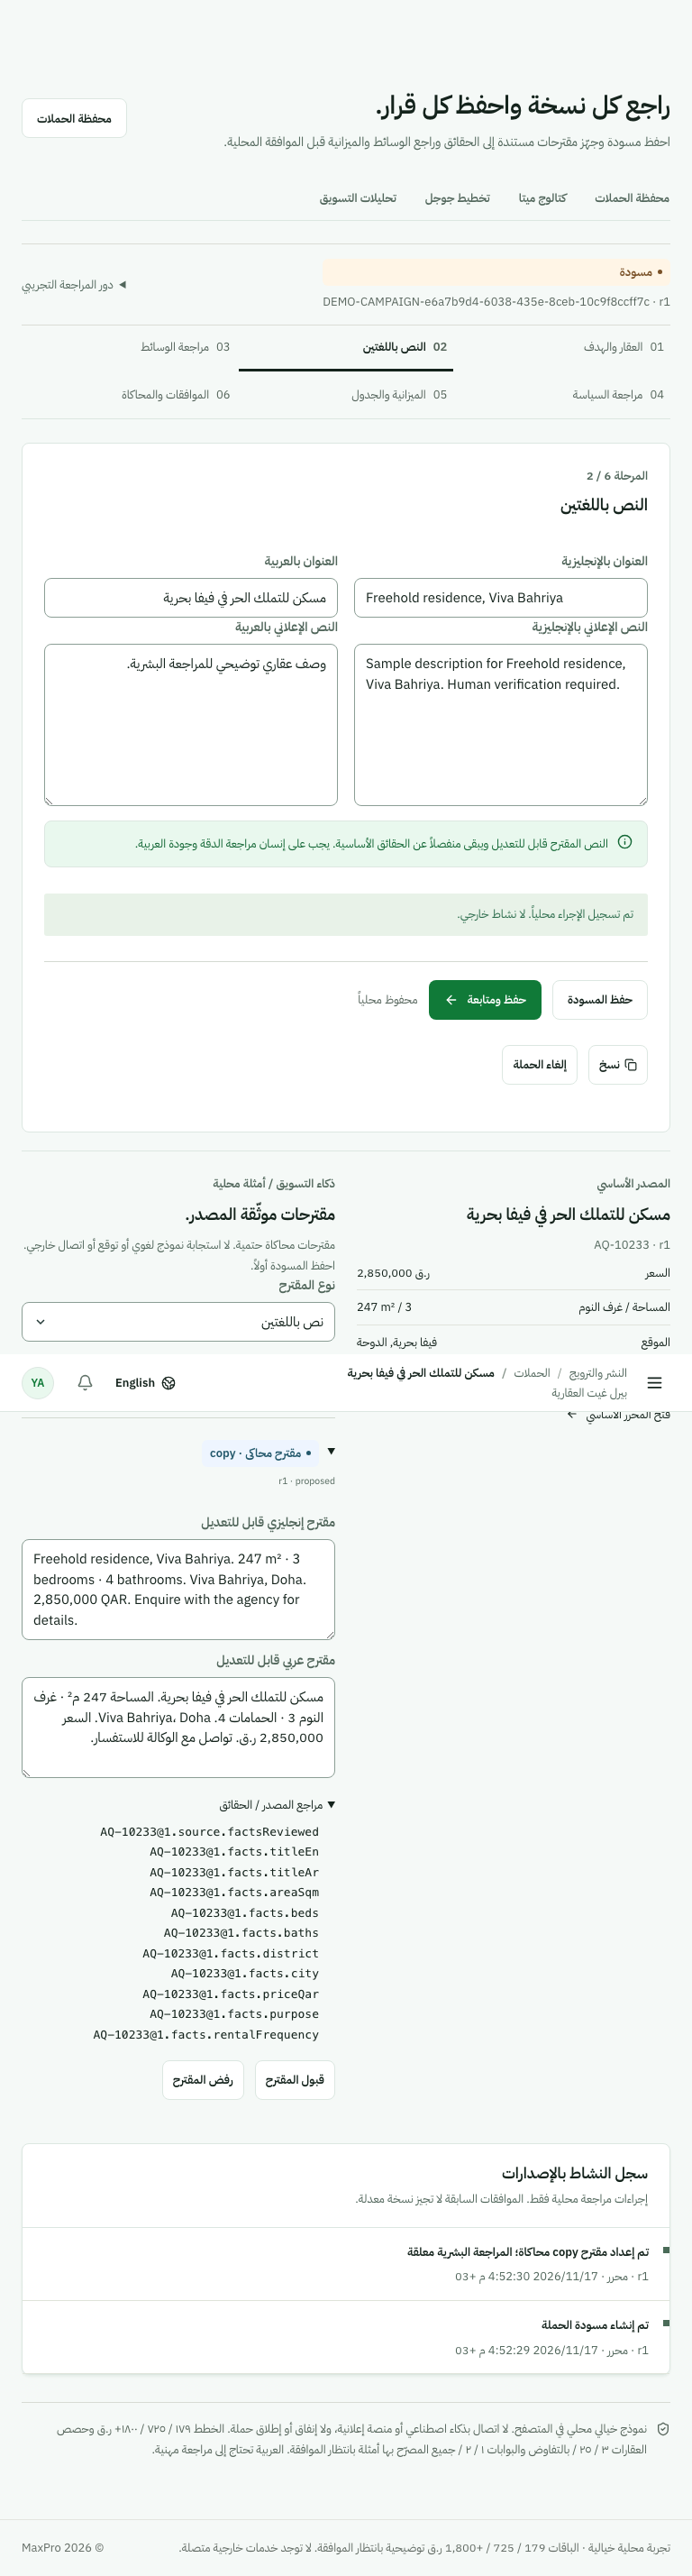 راجع كل نسخة واحفظ كل قرار.
احفظ مسودة وجهّز مقترحات مستندة إلى الحقائق وراجع الوسائط والميزانية قبل الموافقة المحلية.
محفظة الحملات
محفظة الحملات
كتالوج ميتا
تخطيط جوجل
تحليلات التسويق
• مسودة
DEMO-CAMPAIGN-e6a7b9d4-6038-435e-8ceb-10c9f8ccff7c · r1
◀ دور المراجعة التجريبي
01 العقار والهدف
02 النص باللغتين
03 مراجعة الوسائط
04 مراجعة السياسة
05 الميزانية والجدول
06 الموافقات والمحاكاة
المرحلة 6 / 2
النص باللغتين
العنوان بالإنجليزية
Freehold residence, Viva Bahriya
العنوان بالعربية
مسكن للتملك الحر في فيفا بحرية
النص الإعلاني بالإنجليزية
Sample description for Freehold residence,
Viva Bahriya. Human verification required.
النص الإعلاني بالعربية
وصف عقاري توضيحي للمراجعة البشرية.
النص المقترح قابل للتعديل ويبقى منفصلاً عن الحقائق الأساسية. يجب على إنسان مراجعة الدقة وجودة العربية.
تم تسجيل الإجراء محلياً. لا نشاط خارجي.
حفظ المسودة
حفظ ومتابعة ←
محفوظ محلياً
نسخ
إلغاء الحملة
المصدر الأساسي
مسكن للتملك الحر في فيفا بحرية
AQ-10233 · r1
السعر
2,850,000 ر.ق
المساحة / غرف النوم
247 m² / 3
الموقع
فيفا بحرية, الدوحة
فتح المحرر الأساسي ←
ذكاء التسويق / أمثلة محلية
مقترحات موثّقة المصدر.
مقترحات محاكاة حتمية. لا استجابة نموذج لغوي أو توقع أو اتصال خارجي.
احفظ المسودة أولاً.
نوع المقترح
نص باللغتين
النشر والترويج / الحملات / مسكن للتملك الحر في فيفا بحرية
بيرل غيت العقارية
English
YA
▼ • مقترح محاكى · copy
r1 · proposed
مقترح إنجليزي قابل للتعديل
Freehold residence, Viva Bahriya. 247 m² · 3
bedrooms · 4 bathrooms. Viva Bahriya, Doha.
2,850,000 QAR. Enquire with the agency for
details.
مقترح عربي قابل للتعديل
مسكن للتملك الحر في فيفا بحرية. المساحة 247 م² · غرف
النوم 3 · الحمامات 4. Viva Bahriya، Doha. السعر
2,850,000 ر.ق. تواصل مع الوكالة للاستفسار.
▼ مراجع المصدر / الحقائق
AQ-10233@1.source.factsReviewed
AQ-10233@1.facts.titleEn
AQ-10233@1.facts.titleAr
AQ-10233@1.facts.areaSqm
AQ-10233@1.facts.beds
AQ-10233@1.facts.baths
AQ-10233@1.facts.district
AQ-10233@1.facts.city
AQ-10233@1.facts.priceQar
AQ-10233@1.facts.purpose
AQ-10233@1.facts.rentalFrequency
قبول المقترح
رفض المقترح
سجل النشاط بالإصدارات
إجراءات مراجعة محلية فقط. الموافقات السابقة لا تجيز نسخة معدلة.
تم إعداد مقترح copy محاكاة؛ المراجعة البشرية معلقة
r1 · محرر · 17/11/2026 4:52:30 م +03
تم إنشاء مسودة الحملة
r1 · محرر · 17/11/2026 4:52:29 م +03
نموذج خيالي محلي في المتصفح. لا اتصال بذكاء اصطناعي أو منصة إعلانية، ولا إنفاق أو إطلاق حملة. الخطط ١٧٩ / ٧٢٥ / ١٨٠٠+ ر.ق وحصص
العقارات ٣ / ٢٥ / بالتفاوض والبوابات ١ / ٢ / جميع المصرّح بها أمثلة بانتظار الموافقة. العربية تحتاج إلى مراجعة مهنية.
تجربة محلية خيالية · الباقات 179 / 725 / +1,800 ر.ق توضيحية بانتظار الموافقة. لا توجد خدمات خارجية متصلة.
© 2026 MaxPro